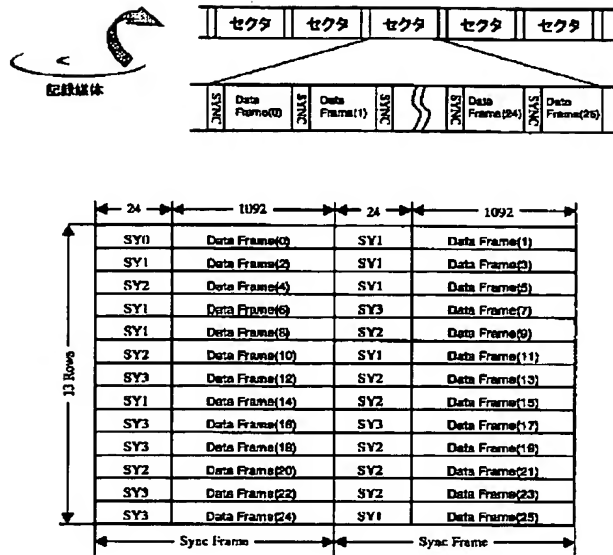 セクタ セクタ セクタ セクタ セクタ
記録媒体
SYNC Data Frame(0) SYNC Data Frame(1) SYNC SYNC Data Frame(24) SYNC Data Frame(25)
24 1092 24 1092
SY0 Data Frame(0) SY1 Data Frame(1)
SY1 Data Frame(2) SY1 Data Frame(3)
SY2 Data Frame(4) SY1 Data Frame(5)
SY1 Data Frame(6) SY3 Data Frame(7)
SY1 Data Frame(8) SY2 Data Frame(9)
SY2 Data Frame(10) SY1 Data Frame(11)
SY3 Data Frame(12) SY2 Data Frame(13)
SY1 Data Frame(14) SY2 Data Frame(15)
SY3 Data Frame(16) SY3 Data Frame(17)
SY3 Data Frame(18) SY2 Data Frame(19)
SY2 Data Frame(20) SY2 Data Frame(21)
SY3 Data Frame(22) SY2 Data Frame(23)
SY3 Data Frame(24) SY1 Data Frame(25)
13 Rows
Sync Frame Sync Frame